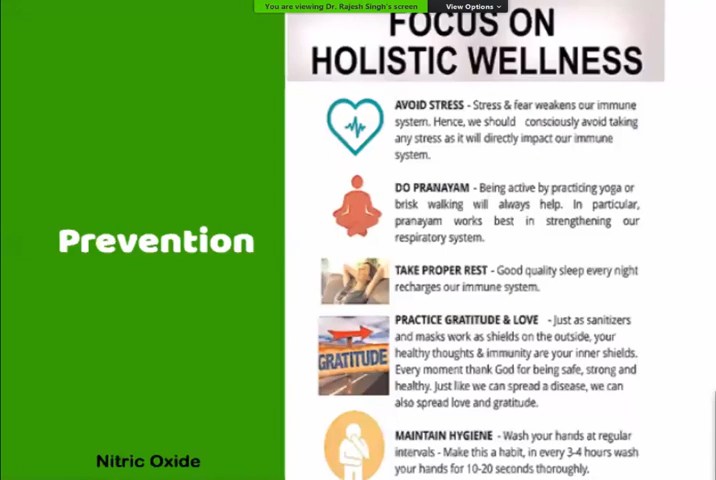 You are viewing Dr. Rajesh Singh's screen
View Options
FOCUS ON
HOLISTIC WELLNESS
Prevention
Nitric Oxide
AVOID STRESS - Stress & fear weakens our immune
system. Hence, we should consciously avoid taking
any stress as it will directly impact our immune
system.
DO PRANAYAM - Being active by practicing yoga or
brisk walking will always help. In particular,
pranayam works best in strengthening our
respiratory system.
TAKE PROPER REST - Good quality sleep every night
recharges our immune system.
GRATITUDE
PRACTICE GRATITUDE & LOVE - Just as sanitizers
and masks work as shields on the outside, your
healthy thoughts & immunity are your inner shields.
Every moment thank God for being safe, strong and
healthy. Just like we can spread a disease, we can
also spread love and gratitude.
MAINTAIN HYGIENE - Wash your hands at regular
intervals - Make this a habit, in every 3-4 hours wash
your hands for 10-20 seconds thoroughly.